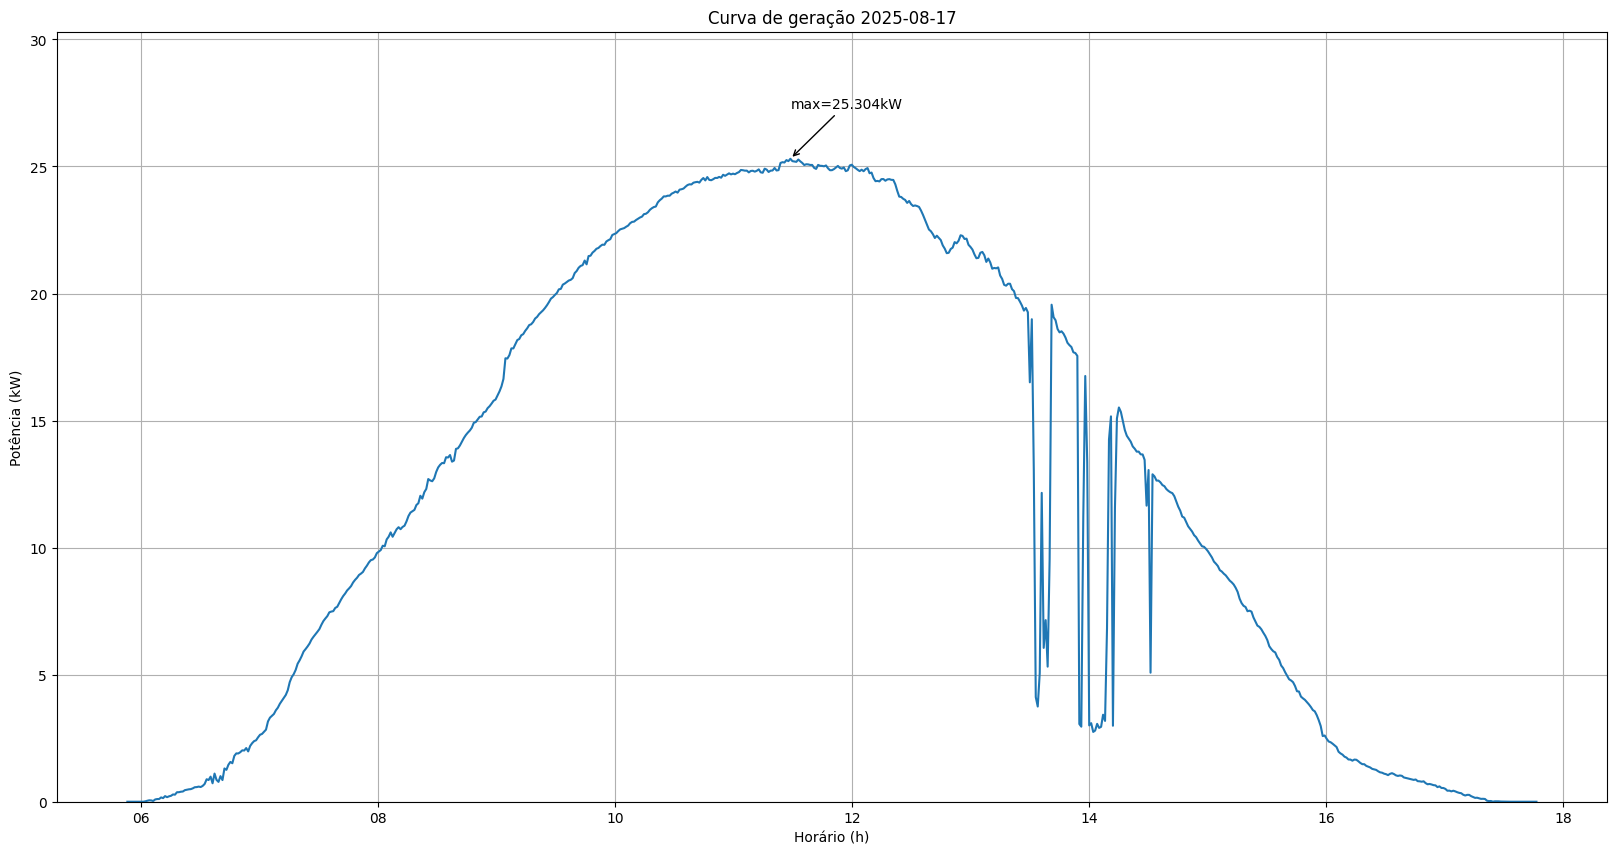 Curva de geração 2025-08-17
max=25.304kW
Potência (kW)
30
25
20
15
10
5
0
06 08 10 12 14 16 18
Horário (h)